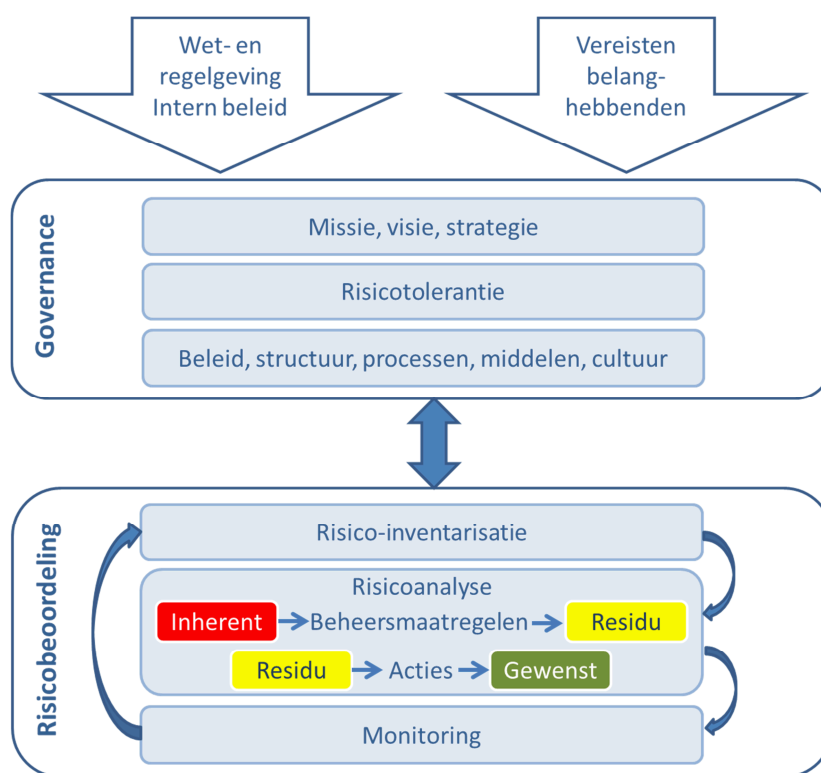 Wet- en
regelgeving
Intern beleid
Vereisten
belang-
hebbenden
Governance
Missie, visie, strategie
Risicotolerantie
Beleid, structuur, processen, middelen, cultuur
Risicobeoordeling
Risico-inventarisatie
Risicoanalyse
Inherent Beheersmaatregelen Residu
Residu Acties Gewenst
Monitoring